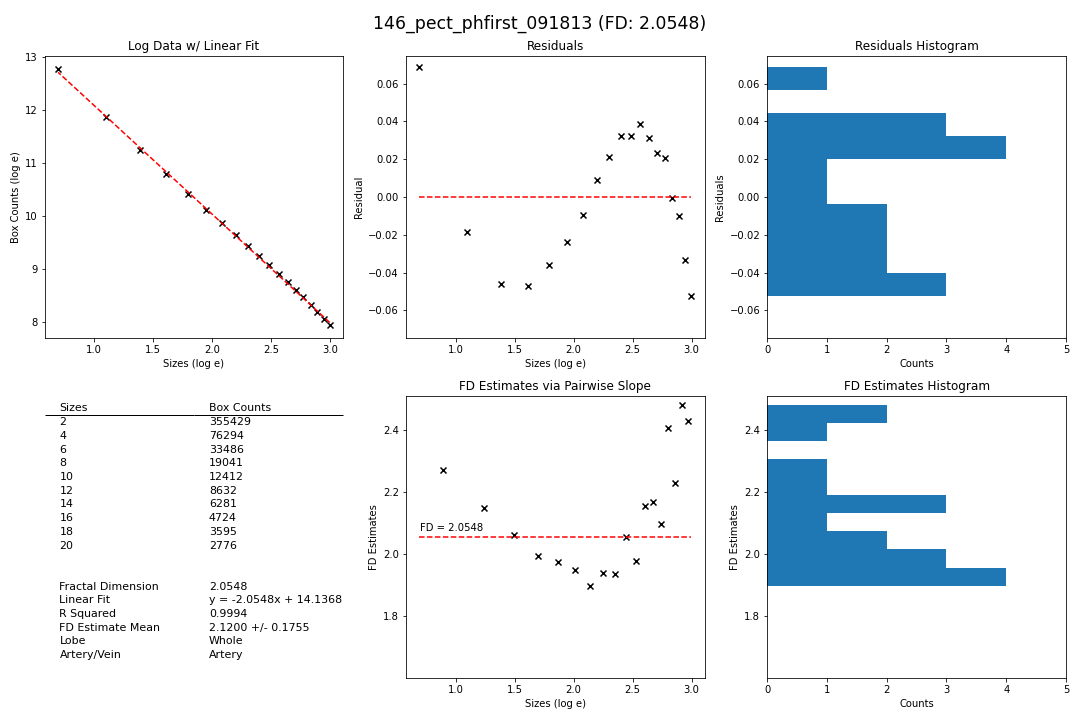 146_pect_phfirst_091813 (FD: 2.0548)
Log Data w/ Linear Fit
Box Counts (log e)
13
12
11
10
9
8
1.0 1.5 2.0 2.5 3.0
Sizes (log e)
Residuals
Residual
0.06
0.04
0.02
0.00
−0.02
−0.04
−0.06
1.0 1.5 2.0 2.5 3.0
Sizes (log e)
Residuals Histogram
Residuals
0.06
0.04
0.02
0.00
−0.02
−0.04
−0.06
0 1 2 3 4 5
Counts
Sizes Box Counts
2 355429
4 76294
6 33486
8 19041
10 12412
12 8632
14 6281
16 4724
18 3595
20 2776
Fractal Dimension 2.0548
Linear Fit y = -2.0548x + 14.1368
R Squared 0.9994
FD Estimate Mean 2.1200 +/- 0.1755
Lobe Whole
Artery/Vein Artery
FD Estimates via Pairwise Slope
FD Estimates
2.4
2.2
2.0
1.8
FD = 2.0548
1.0 1.5 2.0 2.5 3.0
Sizes (log e)
FD Estimates Histogram
FD Estimates
2.4
2.2
2.0
1.8
0 1 2 3 4 5
Counts